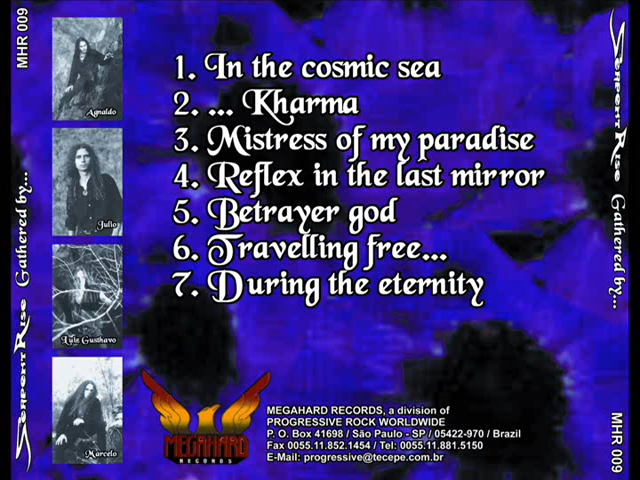 MHR 009
SERPENT RISE Gathered by...
Agnaldo
Julio
Luiz Gusthavo
Marcelo
1. In the cosmic sea
2. ... Kharma
3. Mistress of my paradise
4. Reflex in the last mirror
5. Betrayer god
6. Travelling free...
7. During the eternity
MEGAHARD
RECORDS
MEGAHARD RECORDS, a division of
PROGRESSIVE ROCK WORLDWIDE
P. O. Box 41698 / São Paulo - SP / 05422-970 / Brazil
Fax 0055.11.852.1454 / Tel: 0055.11.881.5150
E-Mail: progressive@tecepe.com.br
SERPENT RISE Gathered by...
MHR 009